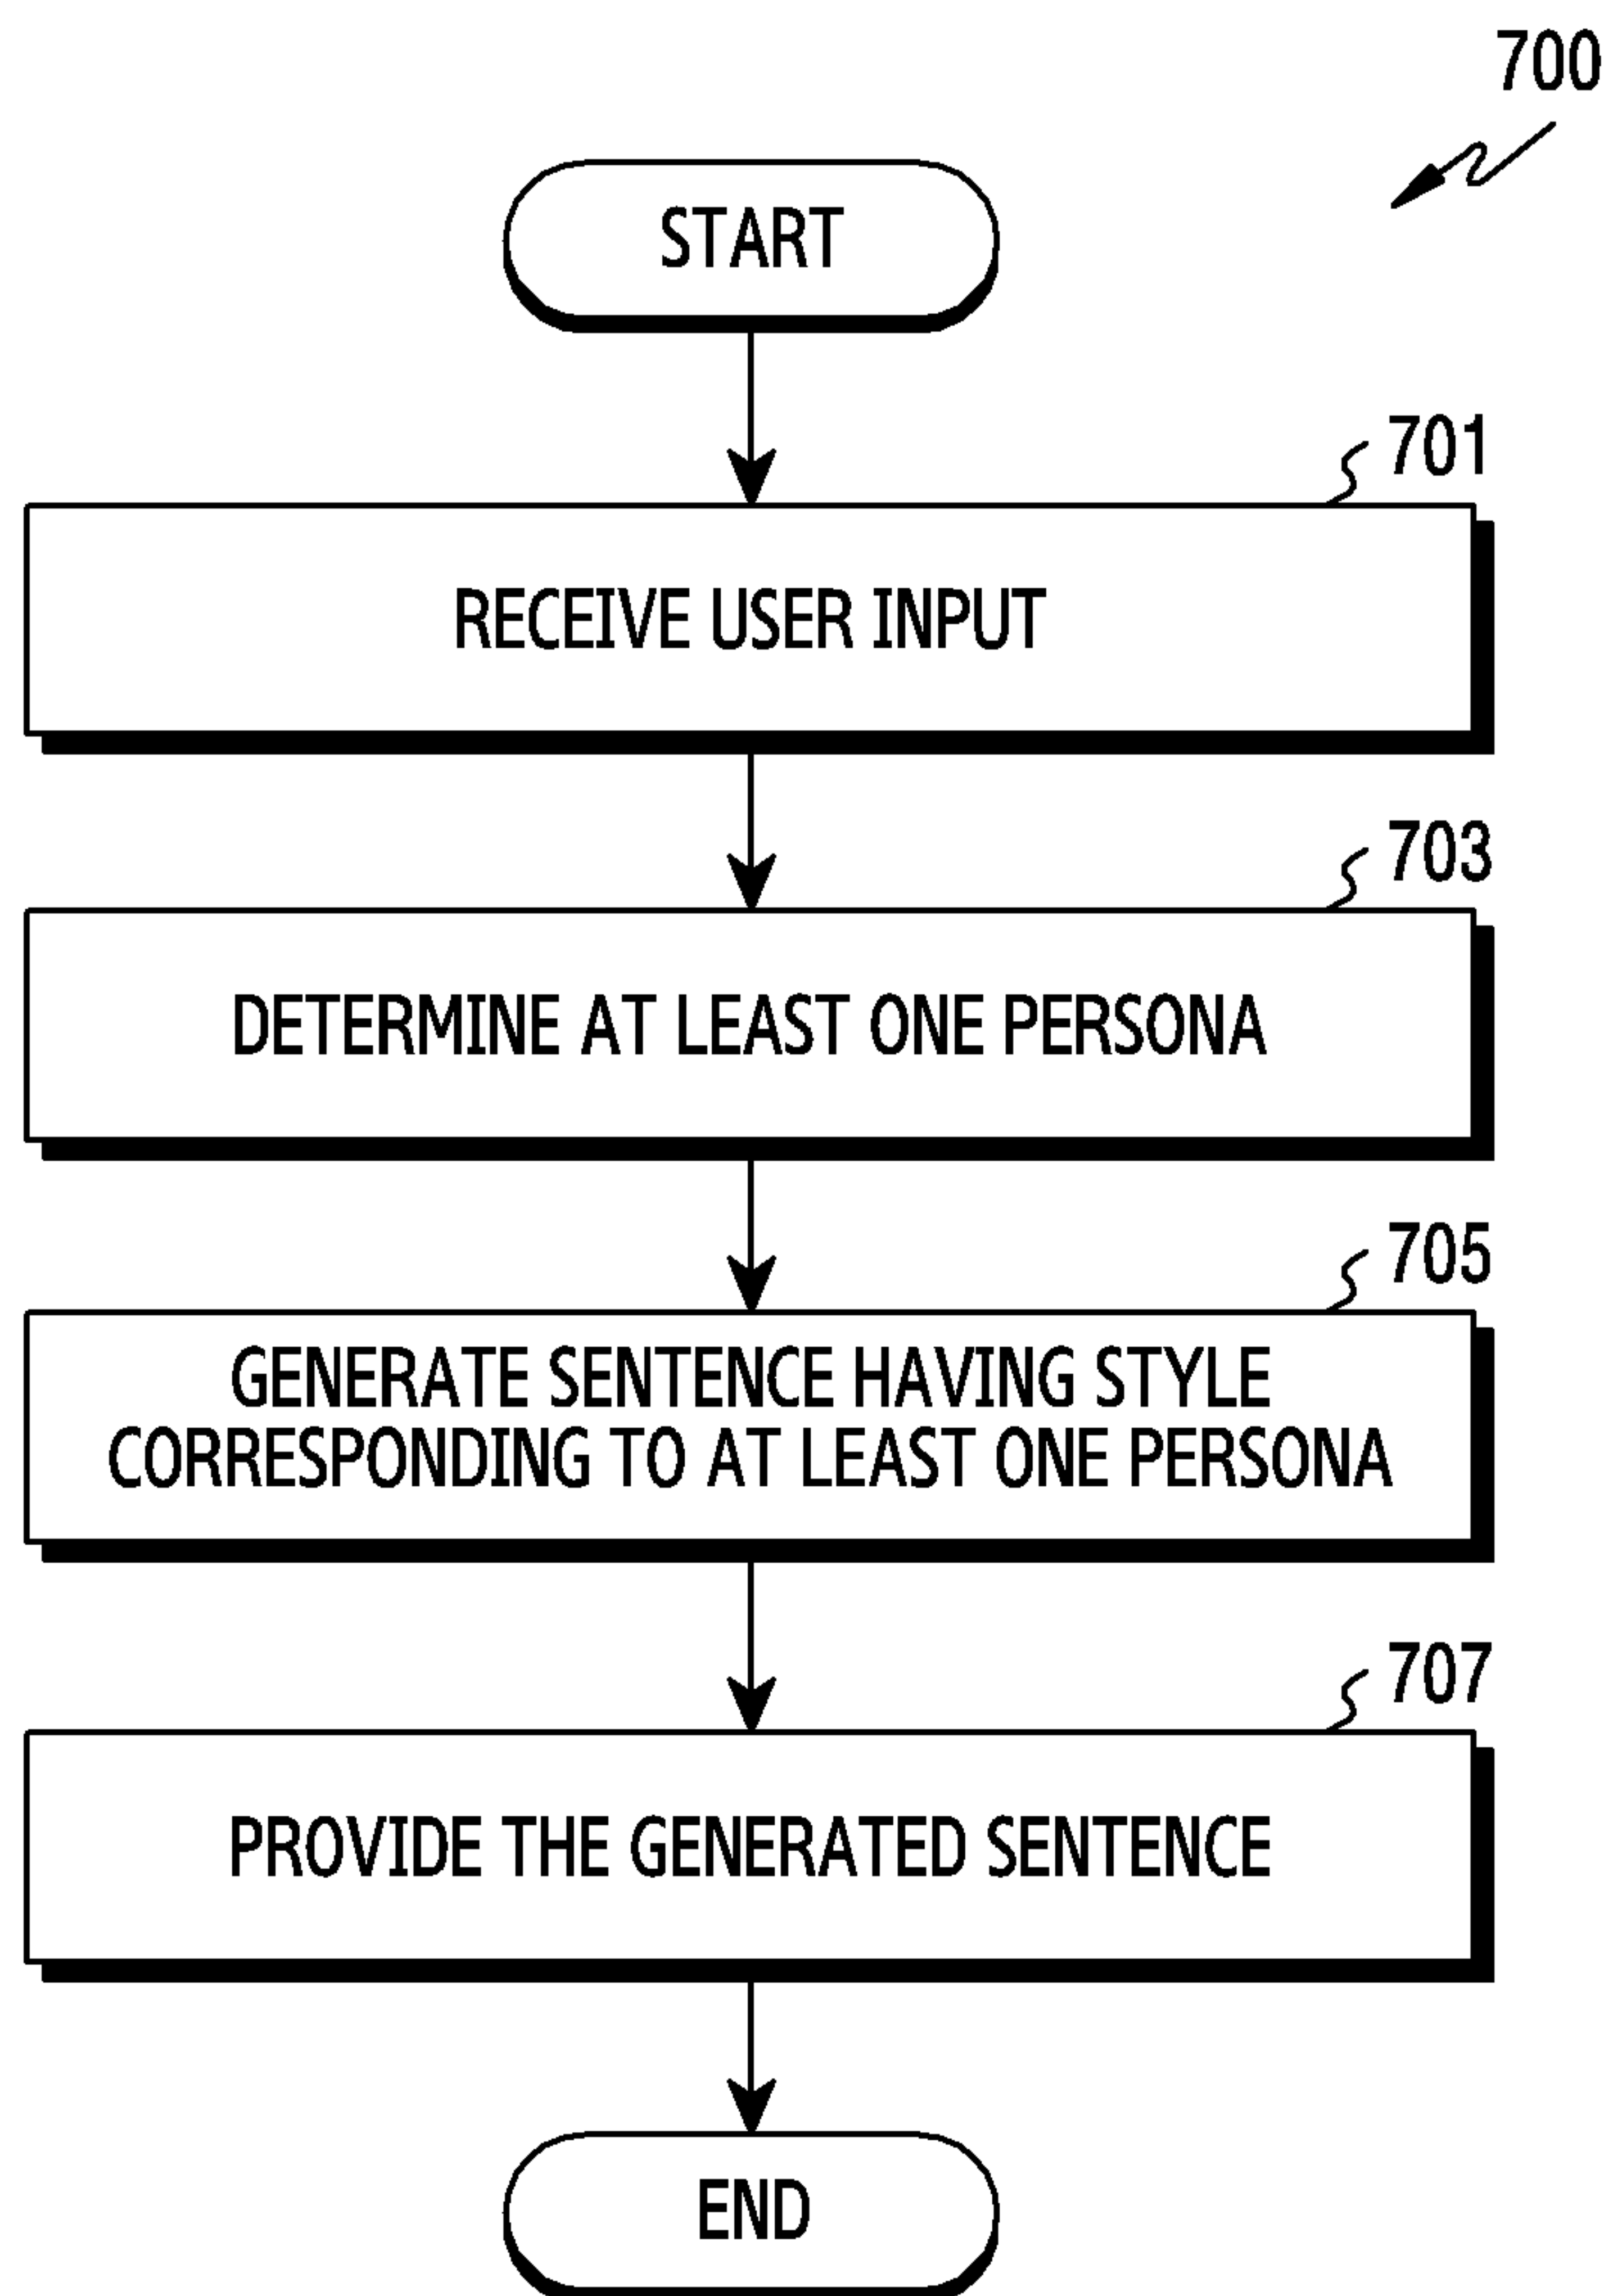 700
START
701
RECEIVE USER INPUT
703
DETERMINE AT LEAST ONE PERSONA
705
GENERATE SENTENCE HAVING STYLE
CORRESPONDING TO AT LEAST ONE PERSONA
707
PROVIDE THE GENERATED SENTENCE
END